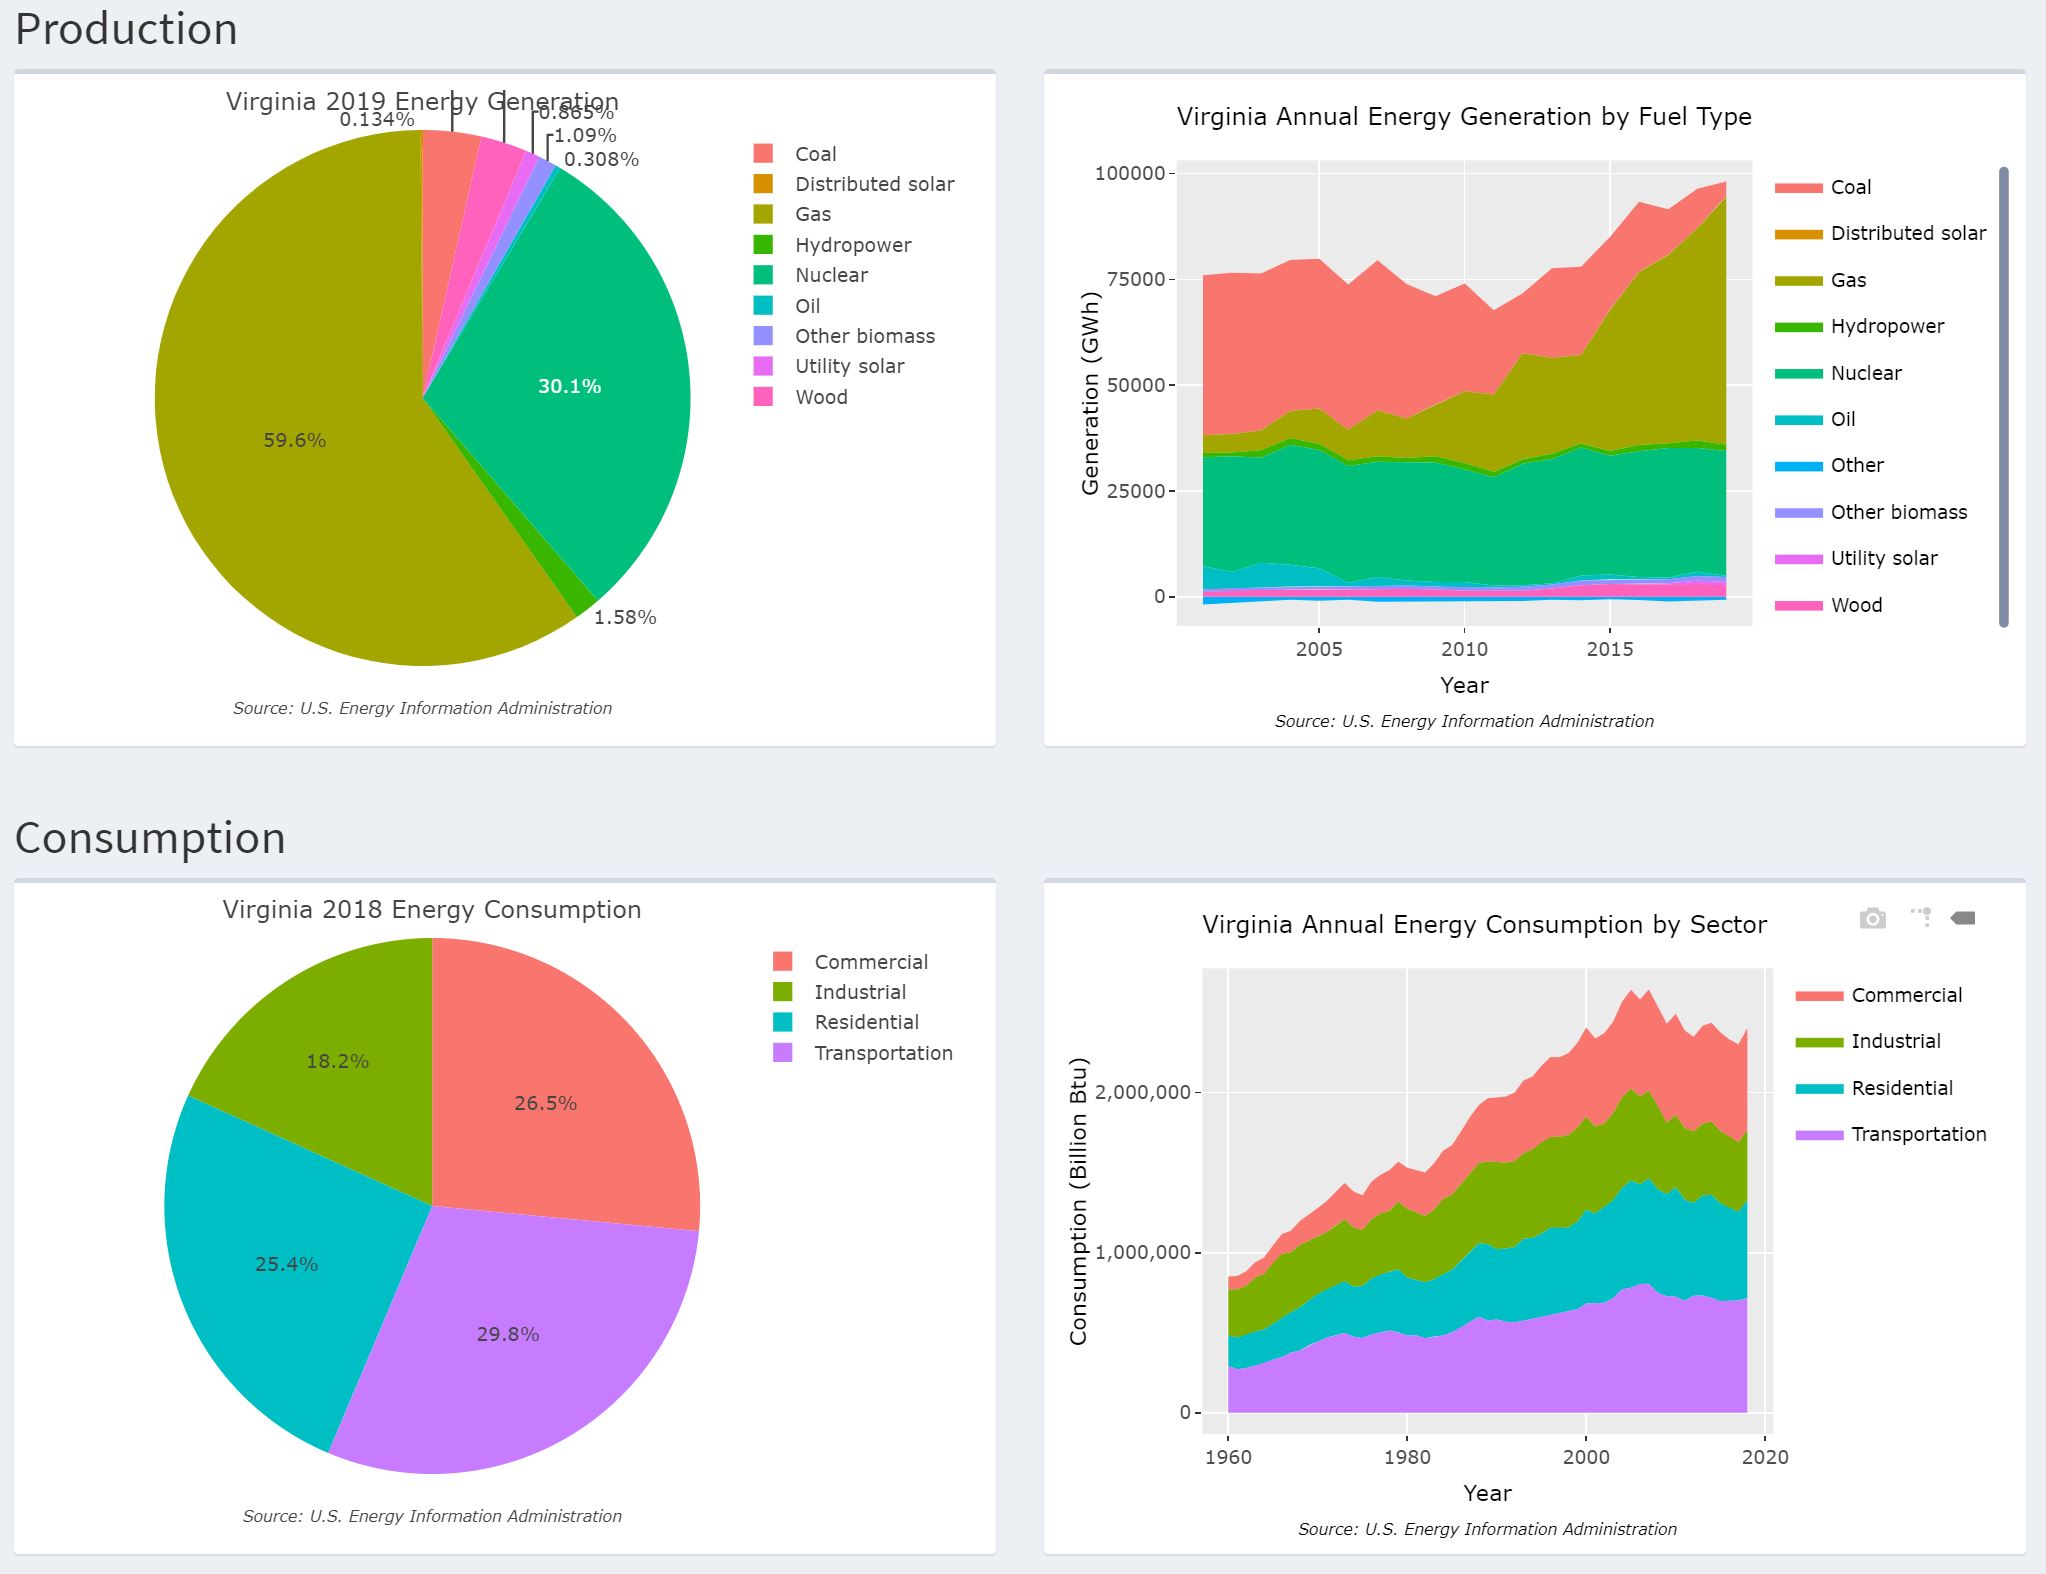 Production
Virginia 2019 Energy Generation
0.134%
0.865%
1.09%
0.308%
30.1%
59.6%
1.58%
Coal
Distributed solar
Gas
Hydropower
Nuclear
Oil
Other biomass
Utility solar
Wood
Source: U.S. Energy Information Administration
Virginia Annual Energy Generation by Fuel Type
Generation (GWh)
100000
75000
50000
25000
0
2005
2010
2015
Year
Coal
Distributed solar
Gas
Hydropower
Nuclear
Oil
Other
Other biomass
Utility solar
Wood
Source: U.S. Energy Information Administration
Consumption
Virginia 2018 Energy Consumption
18.2%
26.5%
25.4%
29.8%
Commercial
Industrial
Residential
Transportation
Source: U.S. Energy Information Administration
Virginia Annual Energy Consumption by Sector
Consumption (Billion Btu)
2,000,000
1,000,000
0
1960
1980
2000
2020
Year
Commercial
Industrial
Residential
Transportation
Source: U.S. Energy Information Administration